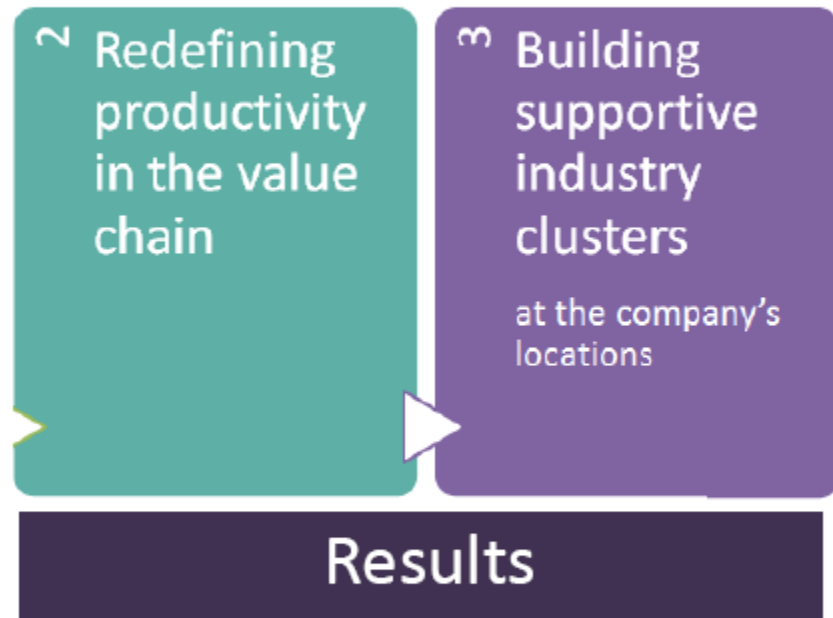 2
Redefining
productivity
in the value
chain
3
Building
supportive
industry
clusters
at the company’s
locations
Results